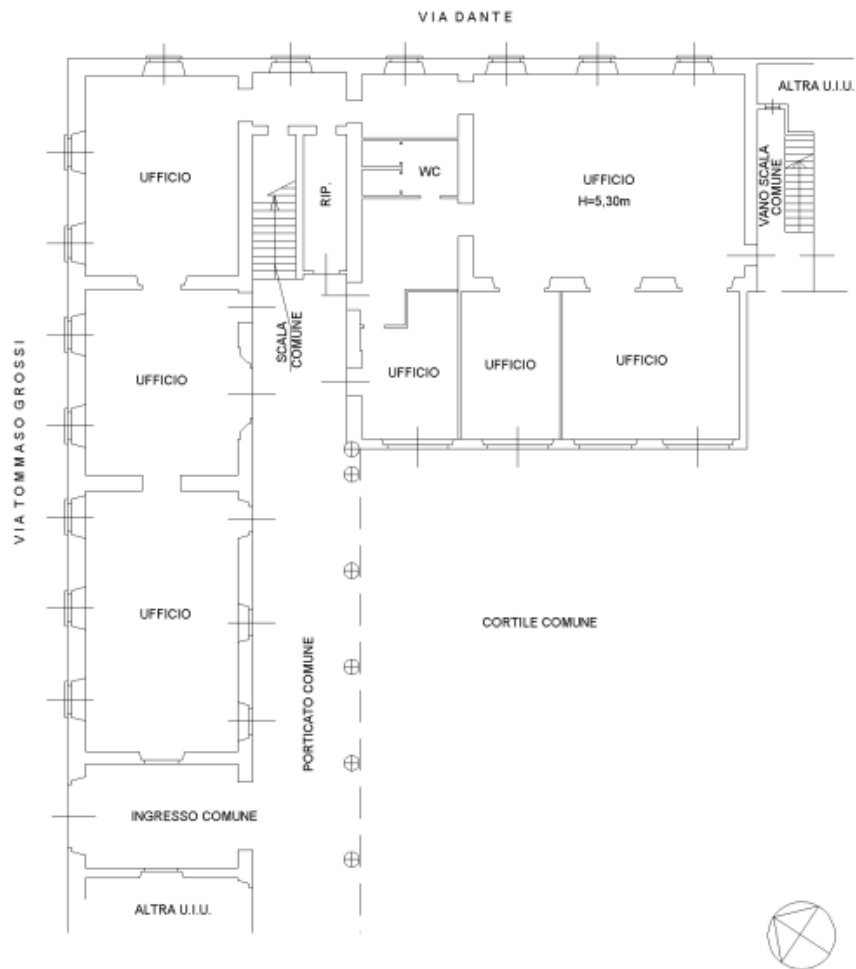 VIA DANTE
ALTRA U.I.U.
UFFICIO
RIP.
WC
UFFICIO
H=5,30m
VANO SCALA
COMUNE
SCALA
COMUNE
VIA TOMMASO GROSSI
UFFICIO
UFFICIO
UFFICIO
UFFICIO
UFFICIO
CORTILE COMUNE
PORTICATO COMUNE
INGRESSO COMUNE
ALTRA U.I.U.